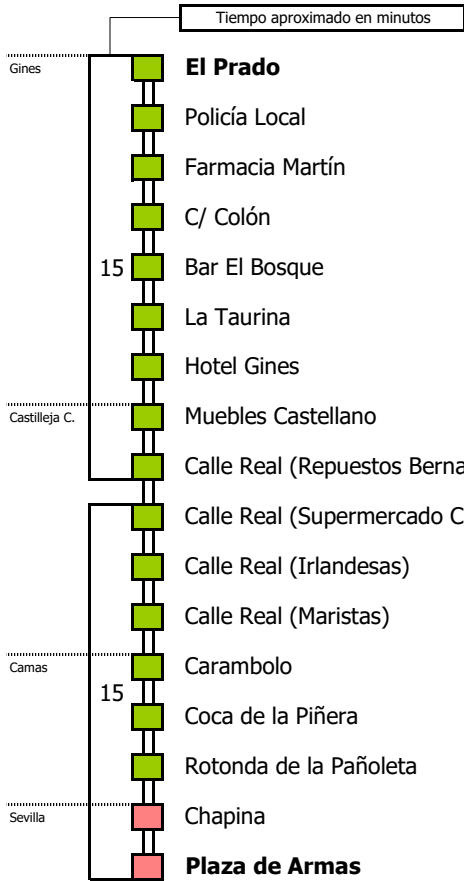 Tiempo aproximado en minutos
Gines
El Prado
Policía Local
Farmacia Martín
C/ Colón
15
Bar El Bosque
La Taurina
Hotel Gines
Castilleja C.
Muebles Castellano
Calle Real (Repuestos Berna
Calle Real (Supermercado C
Calle Real (Irlandesas)
Calle Real (Maristas)
Camas
Carambolo
15
Coca de la Piñera
Rotonda de la Pañoleta
Sevilla
Chapina
Plaza de Armas